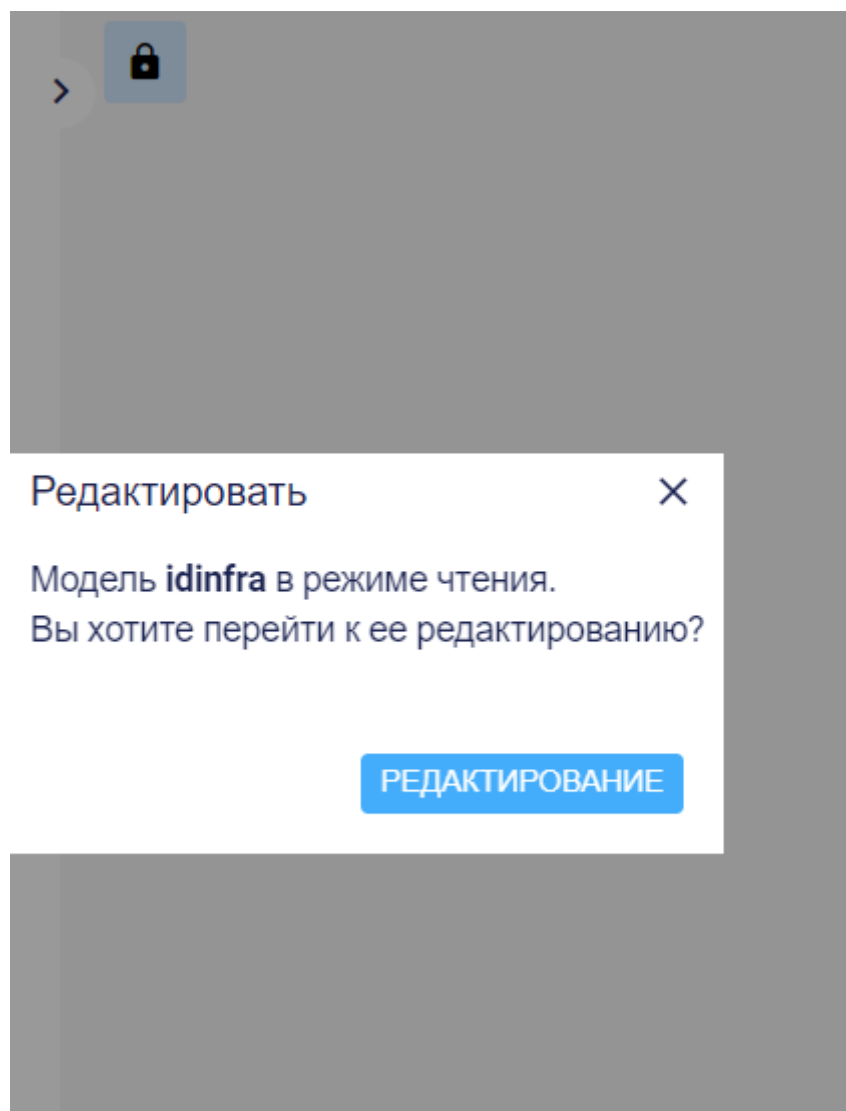 Редактировать
Модель idinfra в режиме чтения.
Вы хотите перейти к ее редактированию?
РЕДАКТИРОВАНИЕ